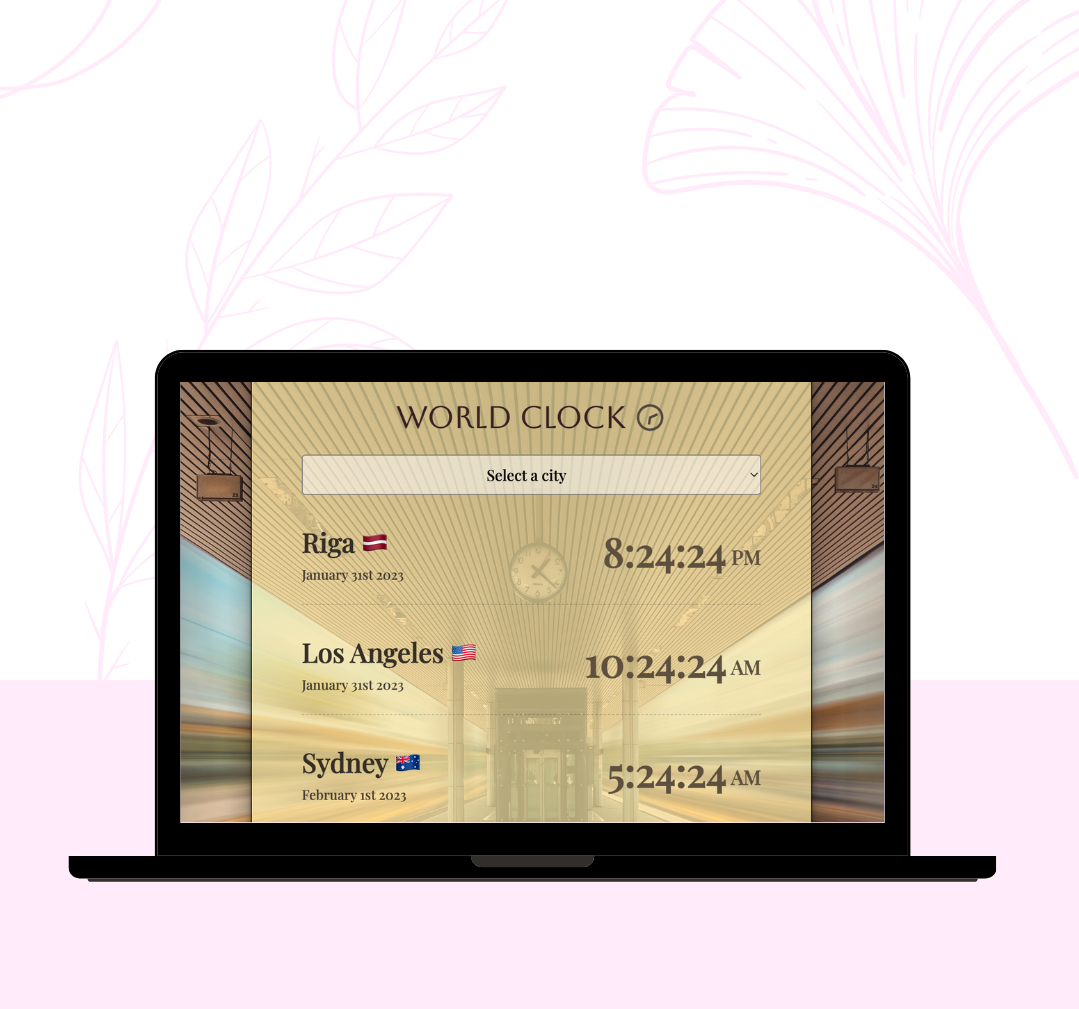 WORLD CLOCK
Select a city
Riga 🇱🇻
8:24:24 PM
January 31st 2023
Los Angeles 🇺🇸
10:24:24 AM
January 31st 2023
Sydney 🇦🇺
5:24:24 AM
February 1st 2023